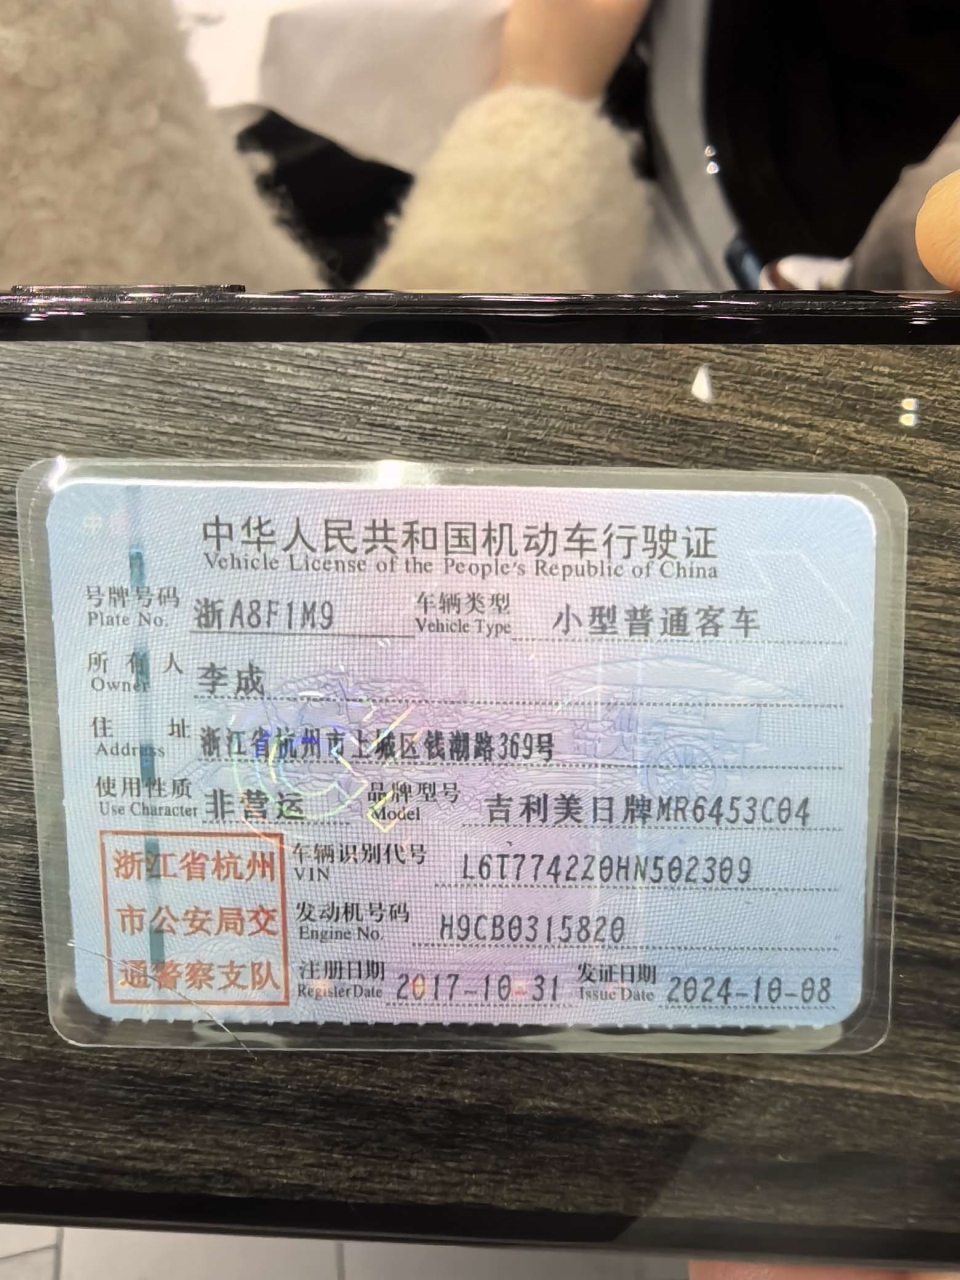 中华人民共和国机动车行驶证
Vehicle License of the People's Republic of China
号牌号码 浙A8F1M9 车辆类型 小型普通客车
Plate No. Vehicle Type
所有人 李成
Owner
住址 浙江省杭州市上城区钱潮路369号
Address
使用性质 非营运 品牌型号 吉利美日牌MR6453C04
Use Character Model
浙江省杭州
市公安局交
通警察支队
车辆识别代号 L6T7742Z0HN502309
VIN
发动机号码 H9CB0315820
Engine No.
注册日期 2017-10-31 发证日期 2024-10-08
Register Date Issue Date